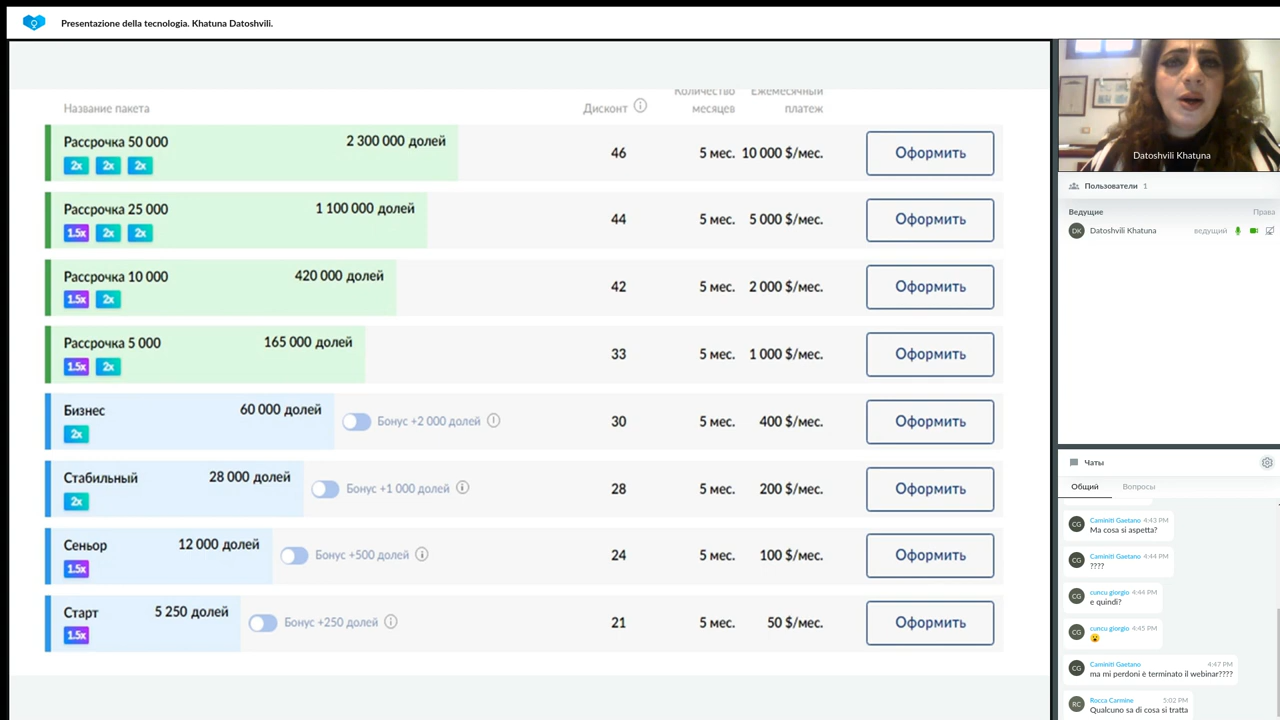 Presentazione della tecnologia. Khatuna Datoshvili.
Название пакета
Дисконт
Количество месяцев
Ежемесячный платеж
Рассрочка 50 000
2 300 000 долей
2x 2x 2x
46
5 мес.
10 000 $/мес.
Оформить
Рассрочка 25 000
1 100 000 долей
1.5x 2x 2x
44
5 мес.
5 000 $/мес.
Оформить
Рассрочка 10 000
420 000 долей
1.5x 2x
42
5 мес.
2 000 $/мес.
Оформить
Рассрочка 5 000
165 000 долей
1.5x 2x
33
5 мес.
1 000 $/мес.
Оформить
Бизнес
60 000 долей
2x
Бонус +2 000 долей
30
5 мес.
400 $/мес.
Оформить
Стабильный
28 000 долей
2x
Бонус +1 000 долей
28
5 мес.
200 $/мес.
Оформить
Сеньор
12 000 долей
1.5x
Бонус +500 долей
24
5 мес.
100 $/мес.
Оформить
Старт
5 250 долей
1.5x
Бонус +250 долей
21
5 мес.
50 $/мес.
Оформить
Datoshvili Khatuna
Пользователи 1
Ведущие
Права
DK
Datoshvili Khatuna
ведущий
Чаты
Общий
Вопросы
CG
Caminiti Gaetano 4:43 PM
Ma cosa si aspetta?
CG
Caminiti Gaetano 4:44 PM
????
CG
cuncu giorgio 4:44 PM
e quindi?
CG
cuncu giorgio 4:45 PM
😮
CG
Caminiti Gaetano 4:47 PM
ma mi perdoni è terminato il webinar????
RC
Rocca Carmine 5:02 PM
Qualcuno sa di cosa si tratta